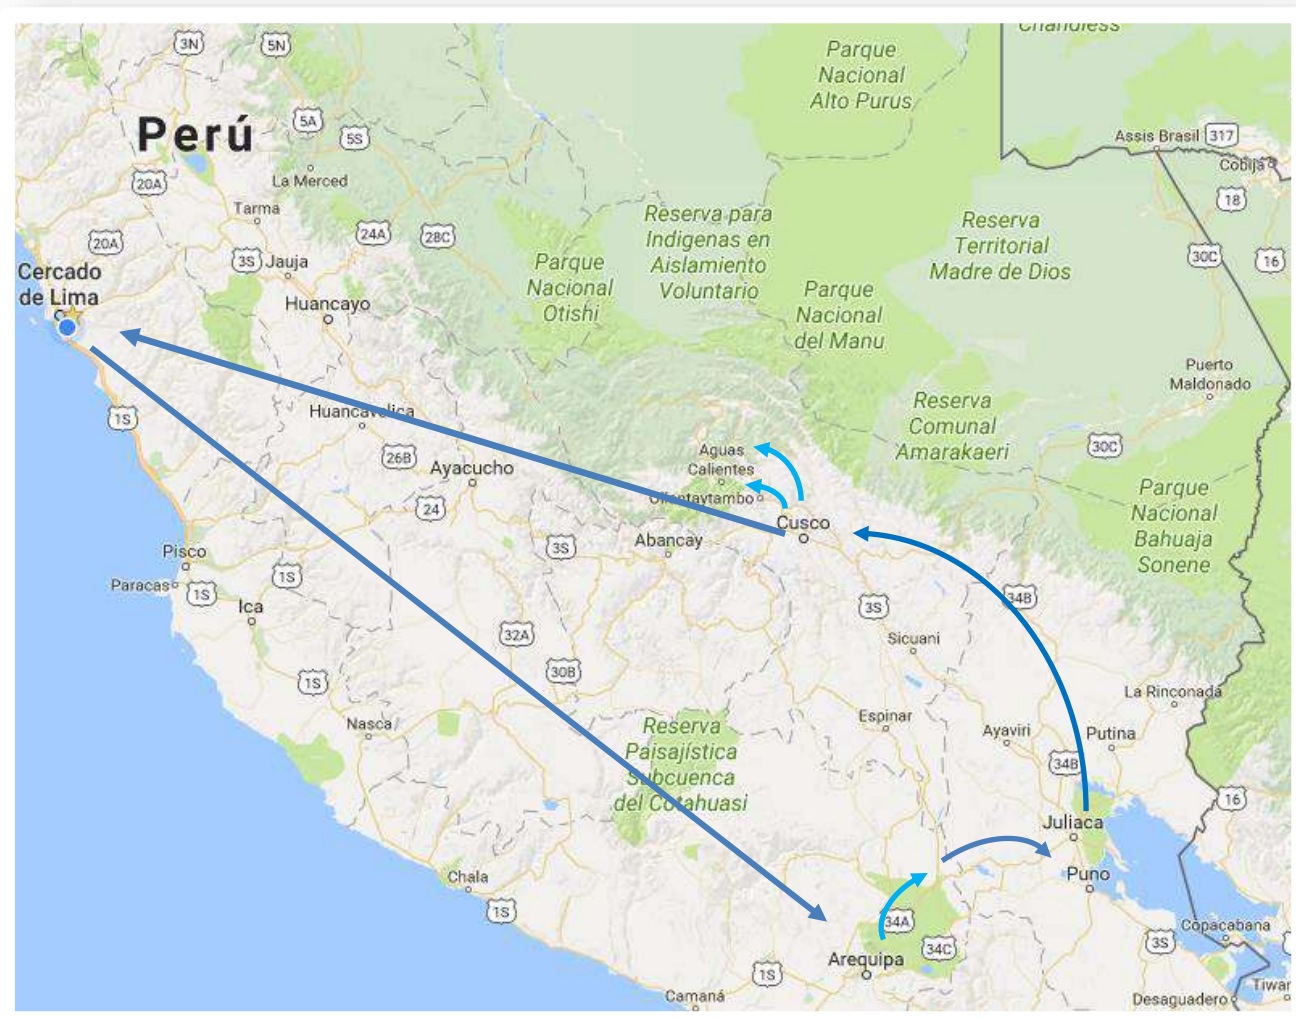 Chandless
3N
5N
Parque
Nacional
Alto Purus
Perú
5A
5S
Assis Brasil
317
Cobija
La Merced
20A
18
Tarma
Reserva para
Indigenas en
Aislamiento
Voluntario
Reserva
Territorial
Madre de Dios
24A
28C
20A
30C
16
3S
Jauja
Parque
Nacional
Otishi
Cercado
de Lima
Huancayo
Parque
Nacional
del Manu
Puerto
Maldonado
1S
Huancavelica
Reserva
Comunal
Amarakaeri
30C
26B
Ayacucho
Aguas
Calientes
Ollantaytambo
24
Parque
Nacional
Bahuaja
Sonene
Cusco
3S
Abancay
Pisco
Paracas
1S
1S
Ica
34B
3S
32A
Sicuani
30B
1S
La Rinconada
Nasca
Reserva
Paisajística
Subcuenca
del Cotahuasi
Espinar
Ayaviri
Putina
34B
16
Juliaca
Chala
Puno
1S
34A
34C
Copacabana
3S
Arequipa
1S
Camaná
Desaguadero
Tiwan